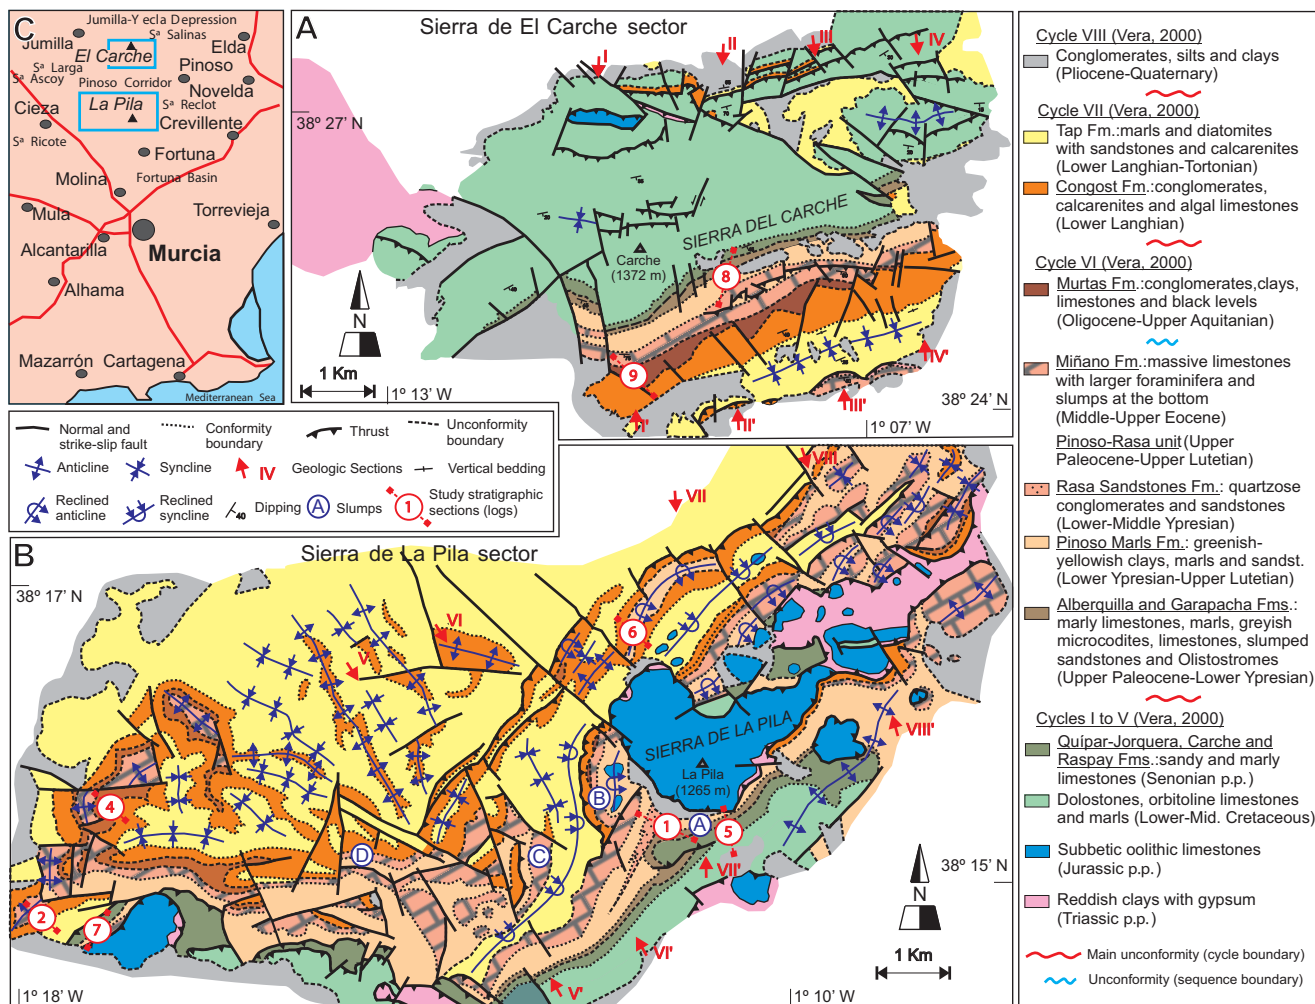 C
Jumilla-Yecla Depression
Sª Salinas
Jumilla
El Carche
Elda
Sª Larga
Sª Ascoy
Pinoso
Pinoso Corridor
Novelda
Cieza
La Pila
Sª Reclot
Crevillente
Sª Ricote
Fortuna
Molina
Fortuna Basin
Mula
Torrevieja
Alcantarilla
Murcia
Alhama
Mazarrón
Cartagena
Mediterranean Sea
A
Sierra de El Carche sector
I
II
III
IV
38º 27' N
SIERRA DEL CARCHE
Carche
(1372 m)
8
9
N
1 Km
1º 13' W
I'
II'
III'
IV'
38º 24' N
1º 07' W
Normal and
strike-slip fault
Conformity
boundary
Thrust
Unconformity
boundary
Anticline
Syncline
IV
Geologic Sections
Vertical bedding
Reclined
anticline
Reclined
syncline
40
Dipping
A
Slumps
1
Study stratigraphic
sections (logs)
B
Sierra de La Pila sector
38º 17' N
VIII
VII
VI
V
6
SIERRA DE LA PILA
La Pila
(1265 m)
VIII'
4
B
1
A
5
D
C
VII'
2
7
VI'
V'
38º 15' N
N
1 Km
1º 18' W
1º 10' W
Cycle VIII (Vera, 2000)
Conglomerates, silts and clays
(Pliocene-Quaternary)
Cycle VII (Vera, 2000)
Tap Fm.:marls and diatomites
with sandstones and calcarenites
(Lower Langhian-Tortonian)
Congost Fm.:conglomerates,
calcarenites and algal limestones
(Lower Langhian)
Cycle VI (Vera, 2000)
Murtas Fm.:conglomerates,clays,
limestones and black levels
(Oligocene-Upper Aquitanian)
Miñano Fm.:massive limestones
with larger foraminifera and
slumps at the bottom
(Middle-Upper Eocene)
Pinoso-Rasa unit (Upper
Paleocene-Upper Lutetian)
Rasa Sandstones Fm.: quartzose
conglomerates and sandstones
(Lower-Middle Ypresian)
Pinoso Marls Fm.: greenish-
yellowish clays, marls and sandst.
(Lower Ypresian-Upper Lutetian)
Alberquilla and Garapacha Fms.:
marly limestones, marls, greyish
microcodites, limestones, slumped
sandstones and Olistostromes
(Upper Paleocene-Lower Ypresian)
Cycles I to V (Vera, 2000)
Quípar-Jorquera, Carche and
Raspay Fms.:sandy and marly
limestones (Senonian p.p.)
Dolostones, orbitoline limestones
and marls (Lower-Mid. Cretaceous)
Subbetic oolithic limestones
(Jurassic p.p.)
Reddish clays with gypsum
(Triassic p.p.)
Main unconformity (cycle boundary)
Unconformity (sequence boundary)